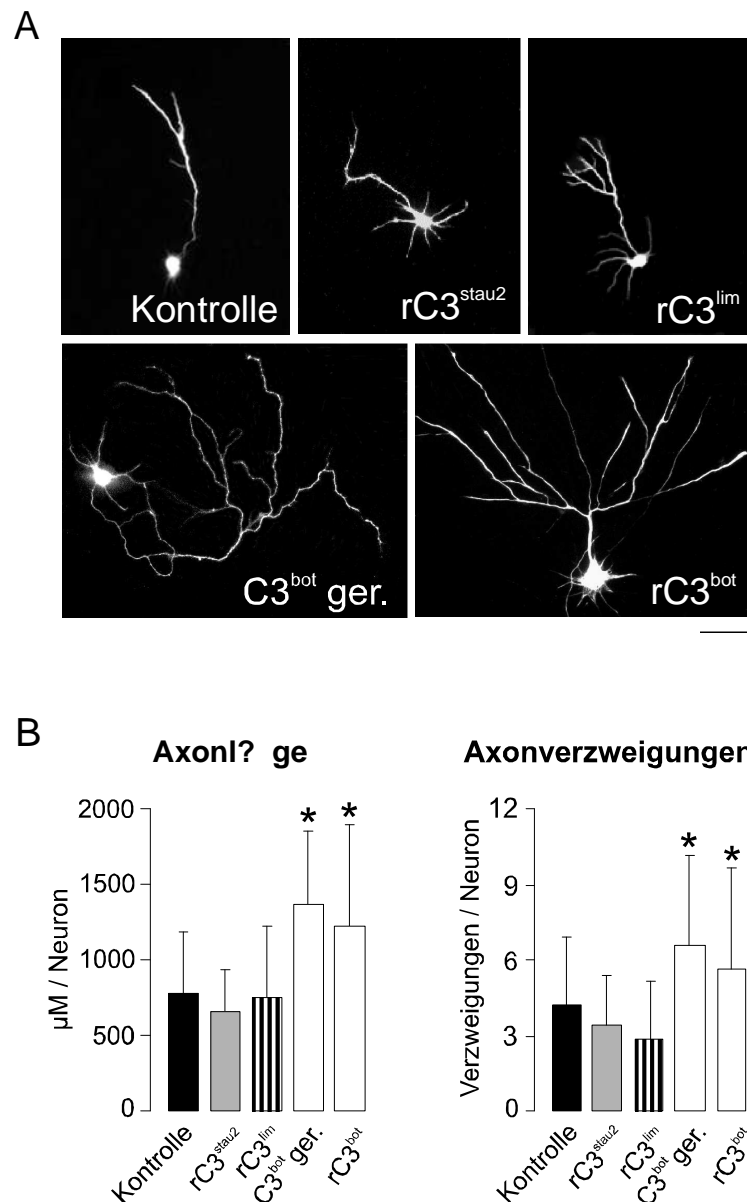 A
Kontrolle
rC3stau2
rC3lim
C3bot ger.
rC3bot
B
Axonl? ge
µM / Neuron
2000
1500
1000
500
0
Kontrolle
rC3stau2
rC3lim
C3bot ger.
rC3bot
*
*
Axonverzweigungen
Verzweigungen / Neuron
12
9
6
3
0
Kontrolle
rC3stau2
rC3lim
C3bot ger.
rC3bot
*
*